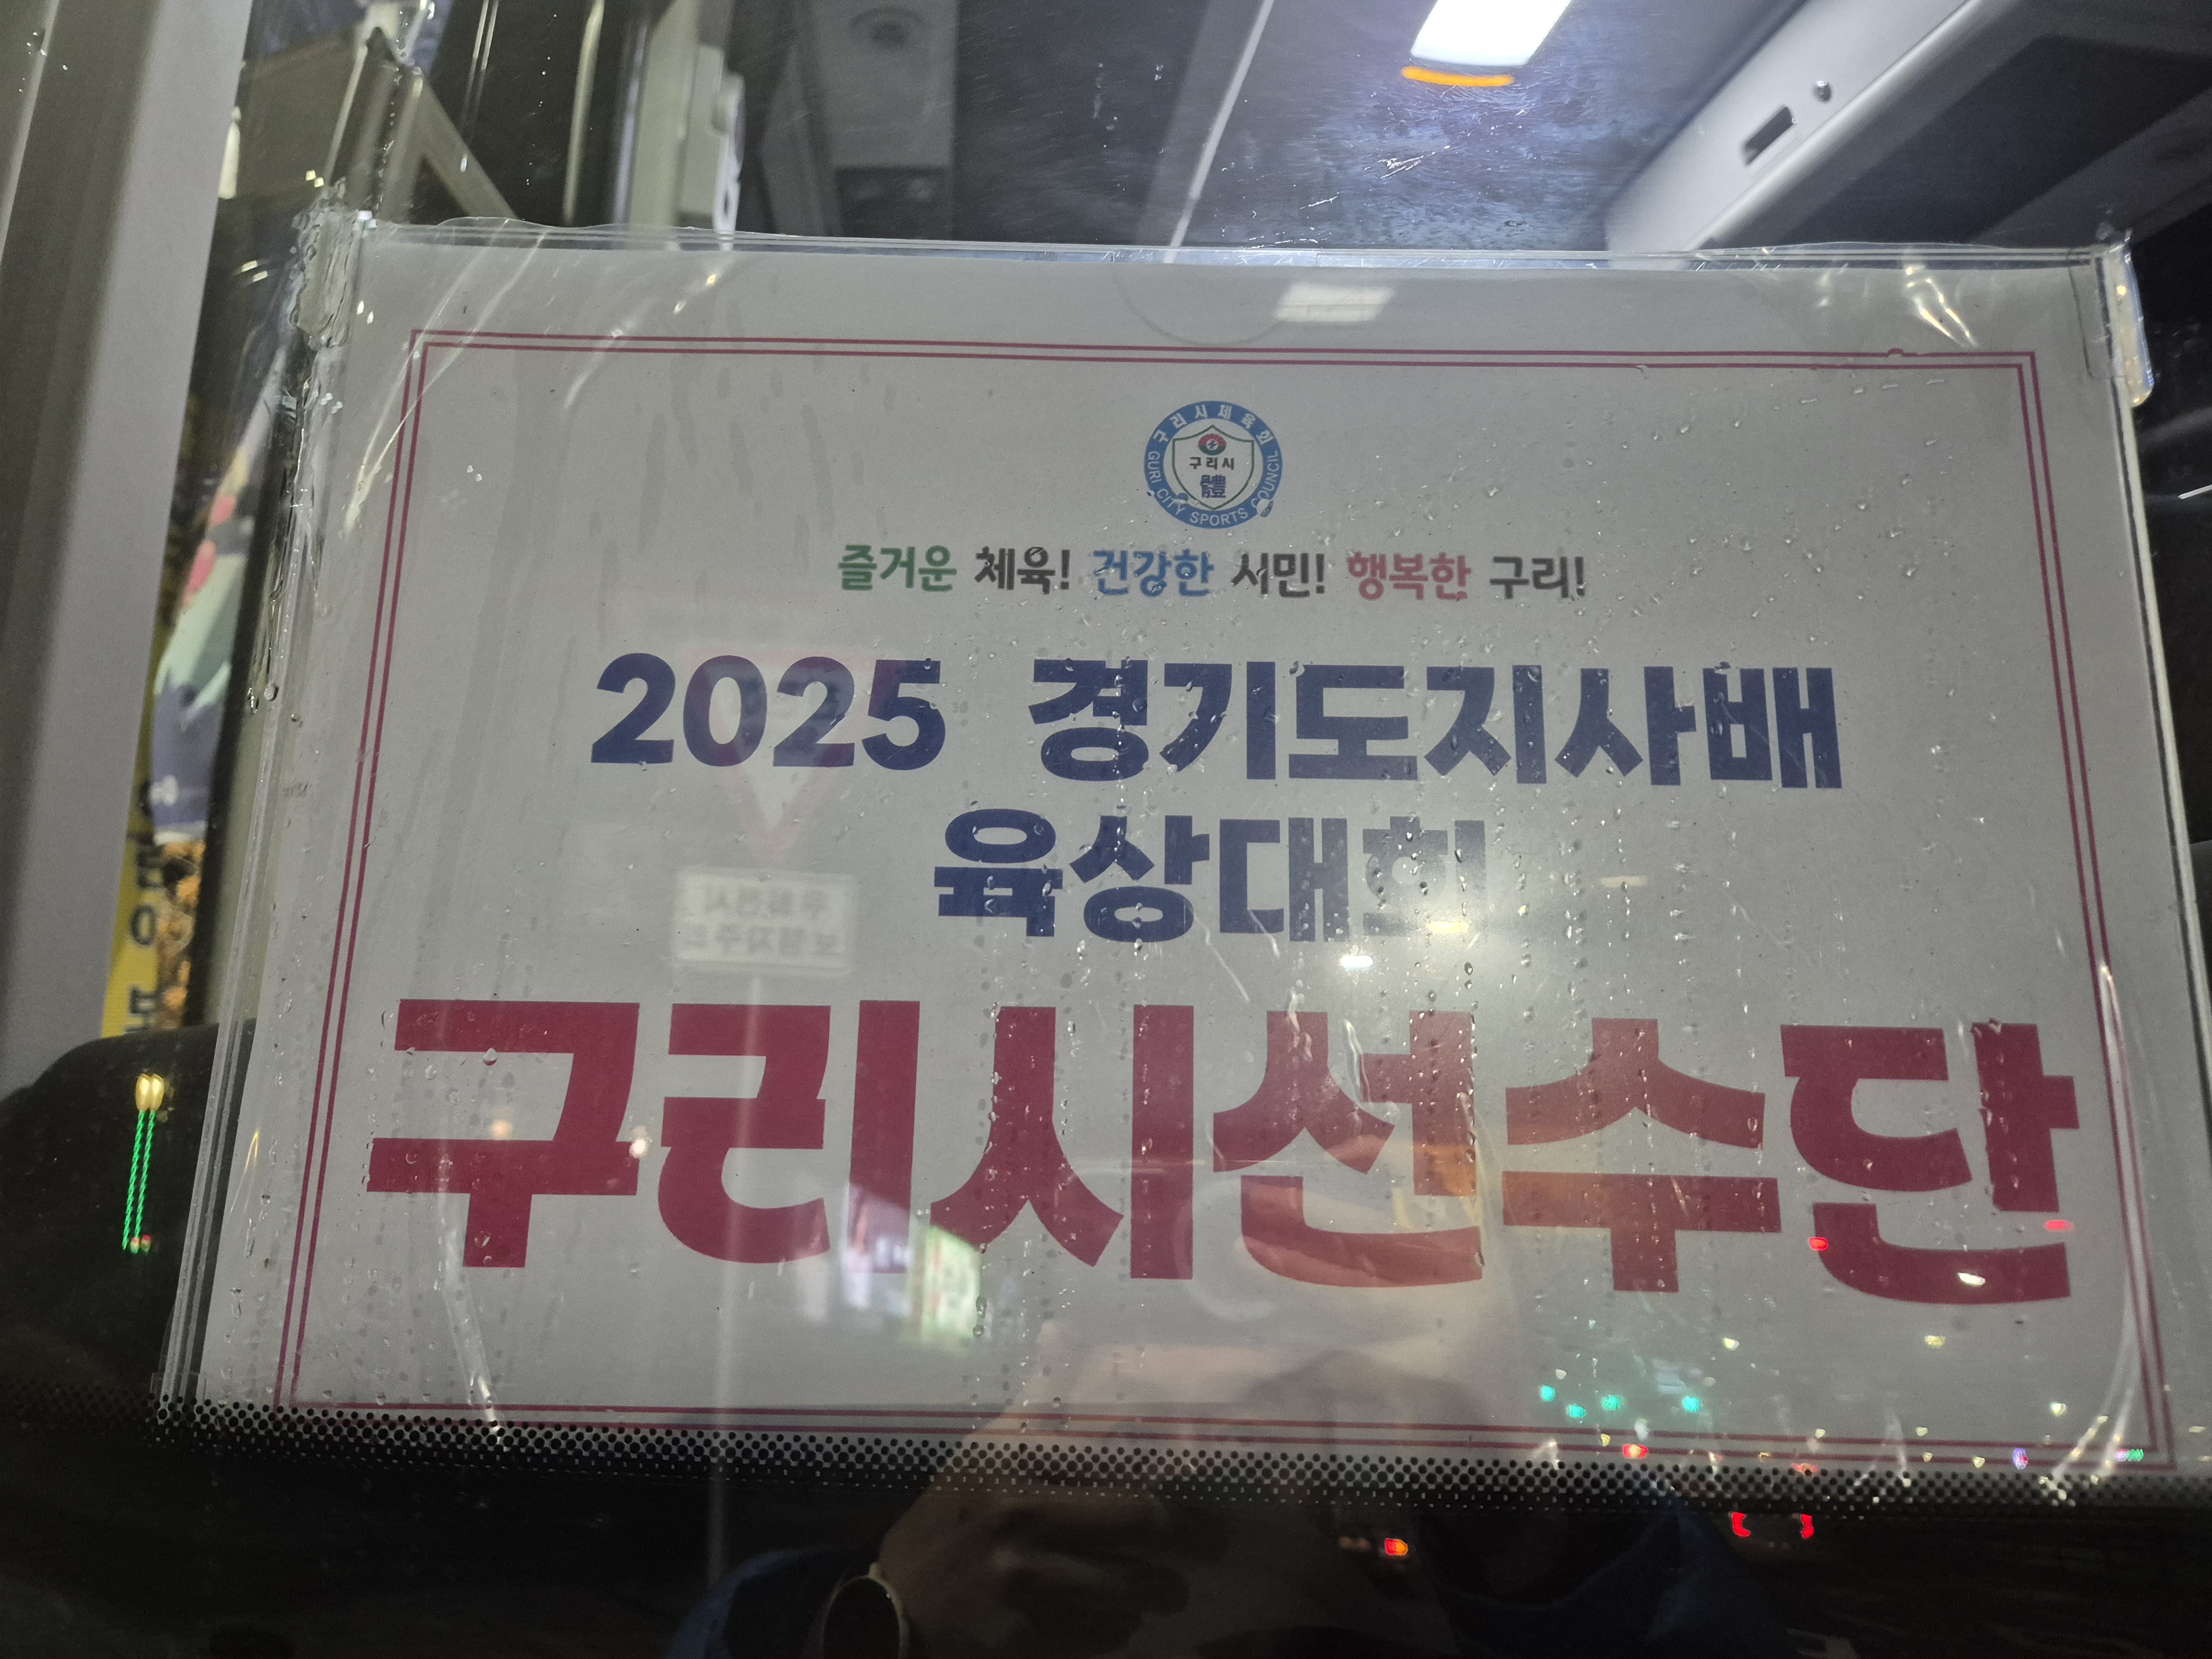 구리시체육회
구리시
體
GURI CITY SPORTS COUNCIL
즐거운 체육! 건강한 시민! 행복한 구리!
2025 경기도지사배
육상대회
구리시선수단